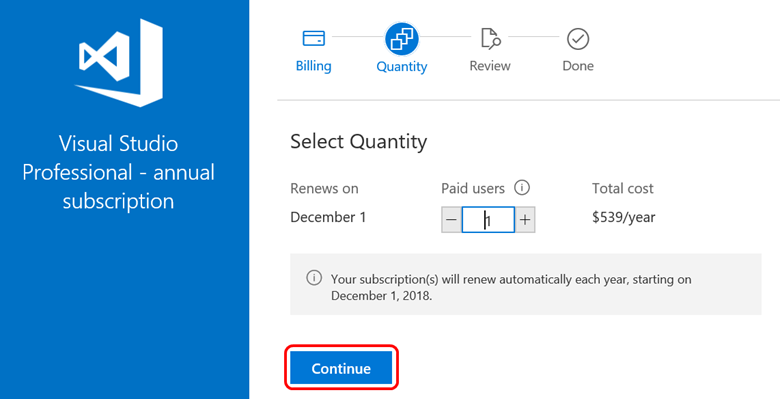 Visual Studio
Professional - annual
subscription
Billing
Quantity
Review
Done
Select Quantity
Renews on
Paid users
Total cost
December 1
1
$539/year
Your subscription(s) will renew automatically each year, starting on
December 1, 2018.
Continue